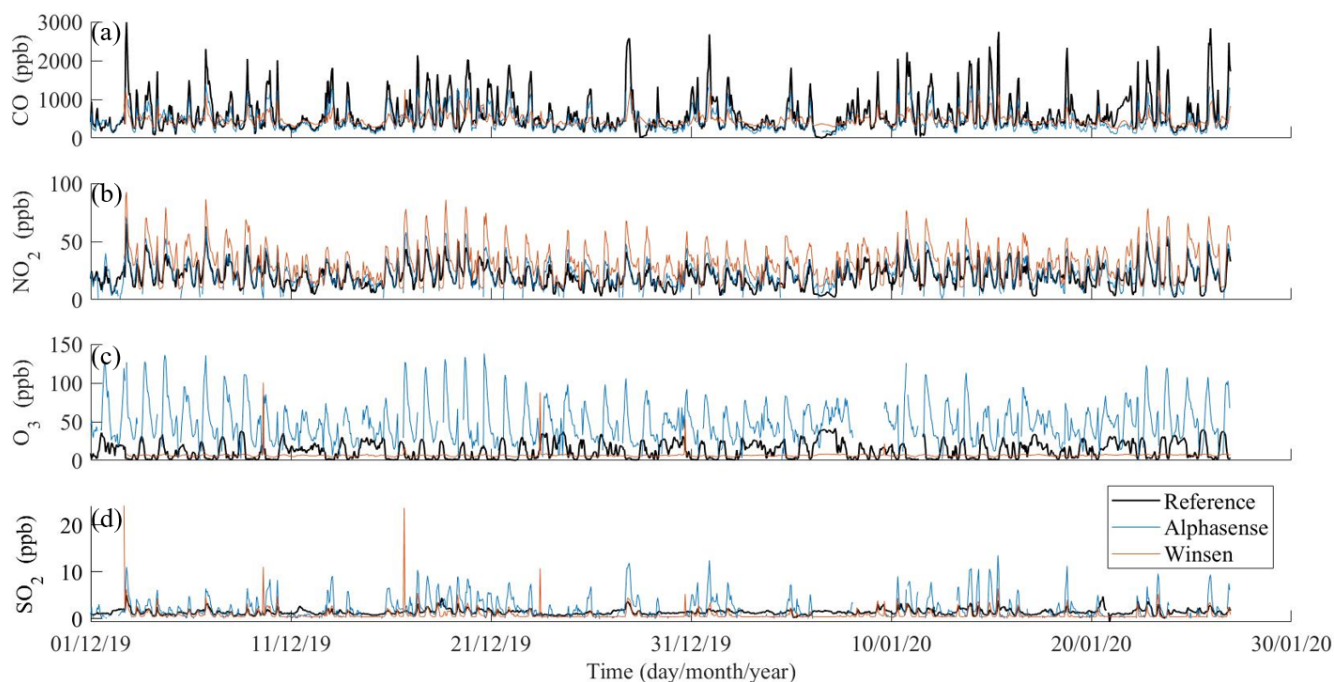 (a)
3000
2000
1000
0
CO (ppb)
(b)
100
50
0
NO2 (ppb)
(c)
150
100
50
0
O3 (ppb)
(d)
20
10
0
SO2 (ppb)
Reference
Alphasense
Winsen
01/12/19 11/12/19 21/12/19 31/12/19 10/01/20 20/01/20 30/01/20
Time (day/month/year)